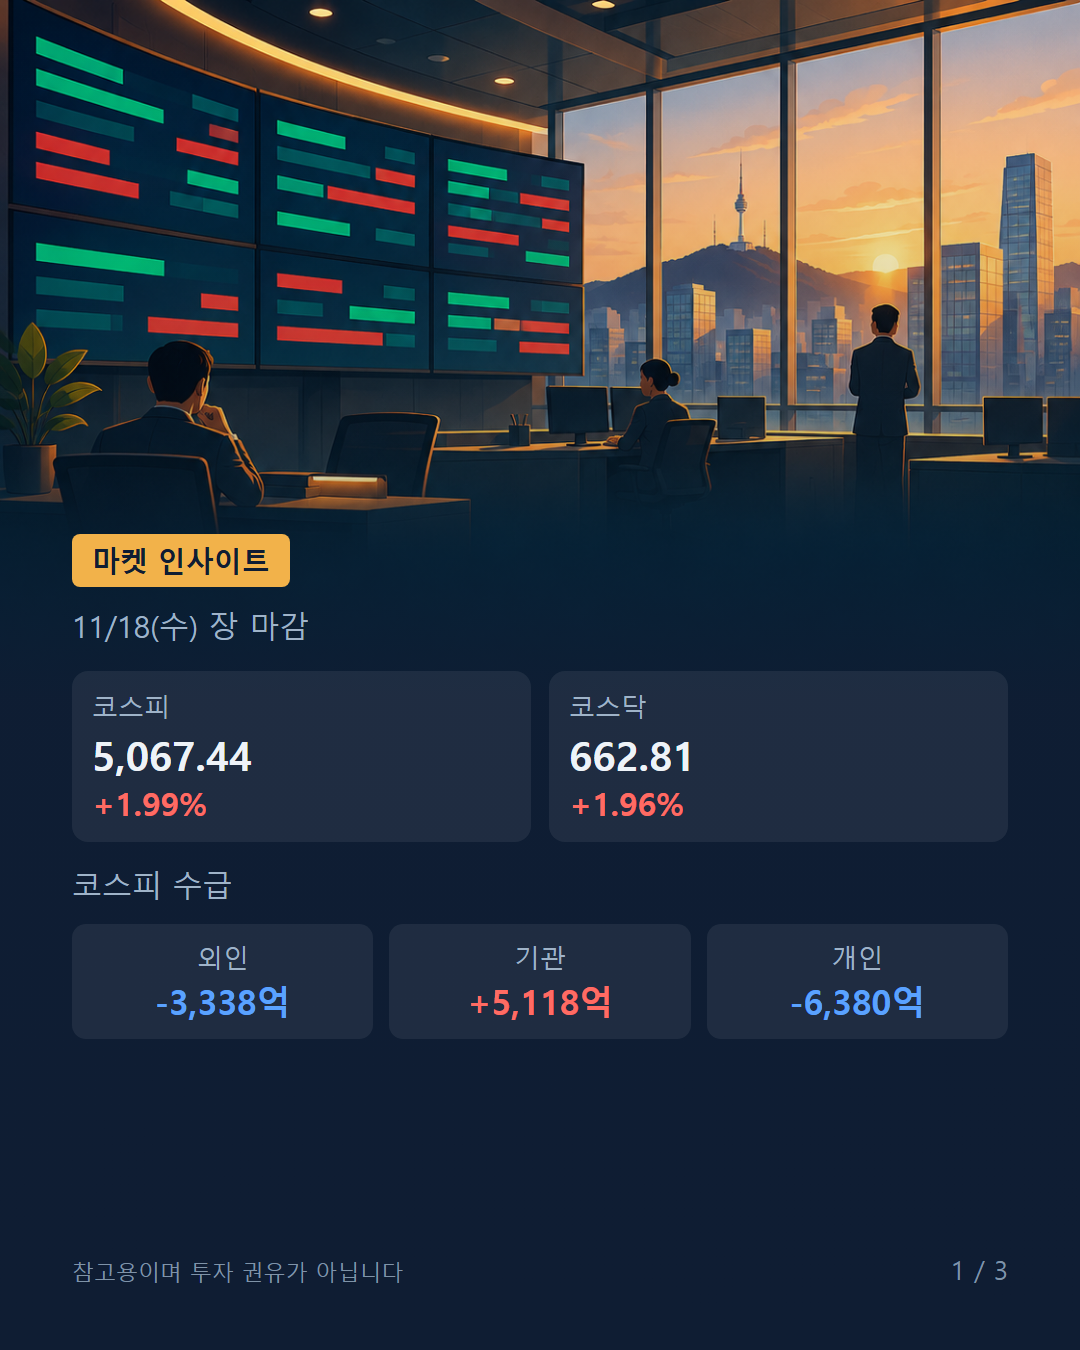 마켓 인사이트
11/18(수) 장 마감
코스피
5,067.44
+1.99%
코스닥
662.81
+1.96%
코스피 수급
외인
-3,338억
기관
+5,118억
개인
-6,380억
참고용이며 투자 권유가 아닙니다
1 / 3